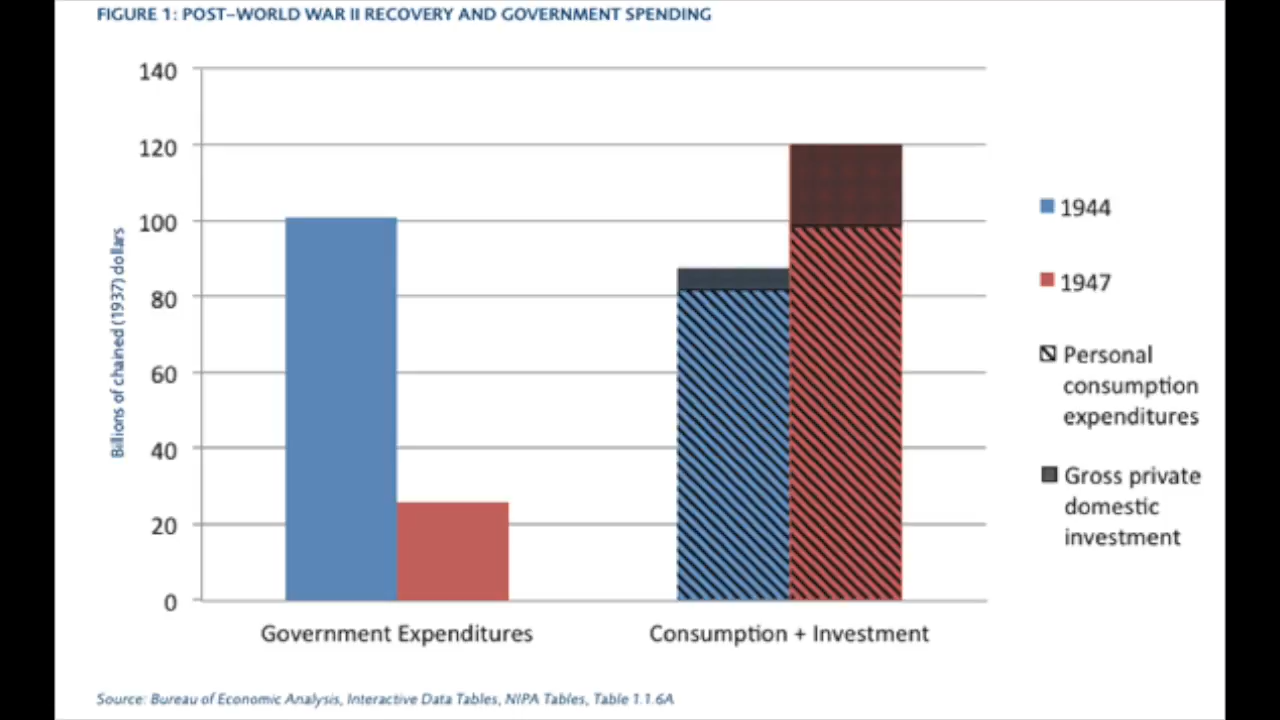 FIGURE 1: POST–WORLD WAR II RECOVERY AND GOVERNMENT SPENDING
140
120
100
80
60
40
20
0
Billions of chained (1937) dollars
Government Expenditures
Consumption + Investment
1944
1947
Personal
consumption
expenditures
Gross private
domestic
investment
Source: Bureau of Economic Analysis, Interactive Data Tables, NIPA Tables, Table 1.1.6A